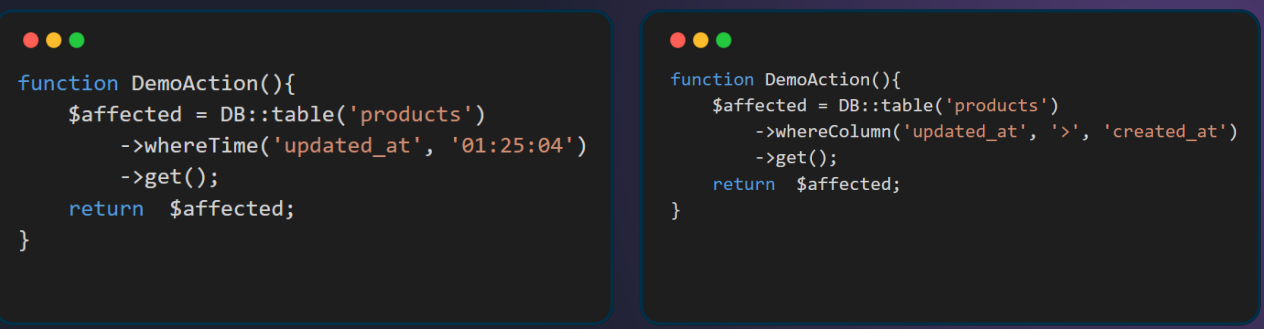 function DemoAction(){
    $affected = DB::table('products')
        ->whereTime('updated_at', '01:25:04')
        ->get();
    return  $affected;
}
function DemoAction(){
    $affected = DB::table('products')
        ->whereColumn('updated_at', '>', 'created_at')
        ->get();
    return  $affected;
}